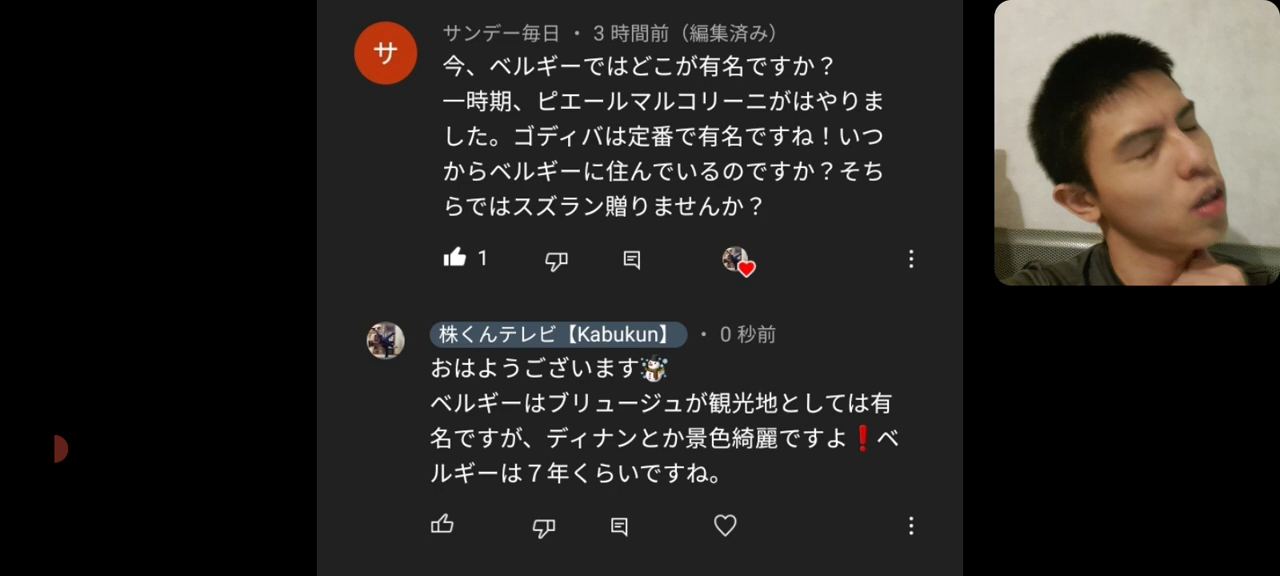 サ
サンデー毎日 ・ 3 時間前（編集済み）
今、ベルギーではどこが有名ですか？
一時期、ピエールマルコリーニがはやりま
した。ゴディバは定番で有名ですね！いつ
からベルギーに住んでいるのですか？そち
らではスズラン贈りませんか？
1
株くんテレビ【Kabukun】 ・ 0 秒前
おはようございます☃️
ベルギーはブリュージュが観光地としては有
名ですが、ディナンとか景色綺麗ですよ❗ベ
ルギーは７年くらいですね。